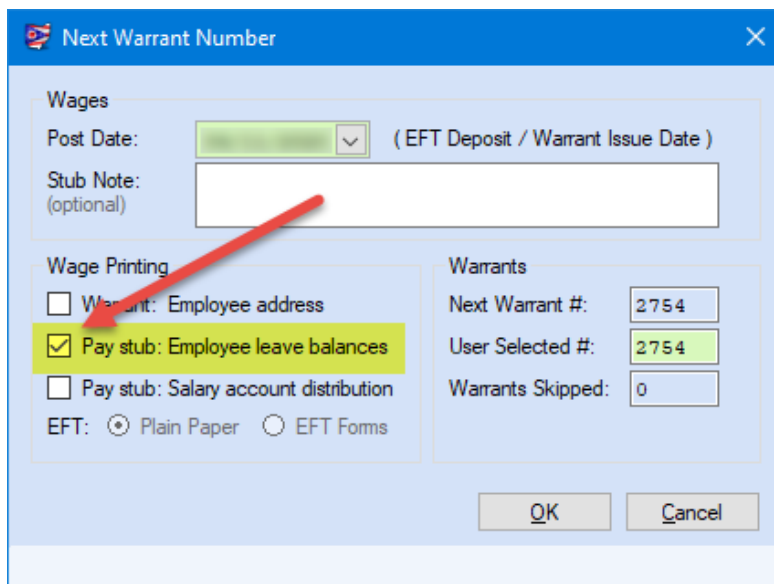 Next Warrant Number
Wages
Post Date: ( EFT Deposit / Warrant Issue Date )
Stub Note:
(optional)
Wage Printing
Warrant: Employee address
Pay stub: Employee leave balances
Pay stub: Salary account distribution
EFT: Plain Paper EFT Forms
Warrants
Next Warrant #: 2754
User Selected #: 2754
Warrants Skipped: 0
OK Cancel